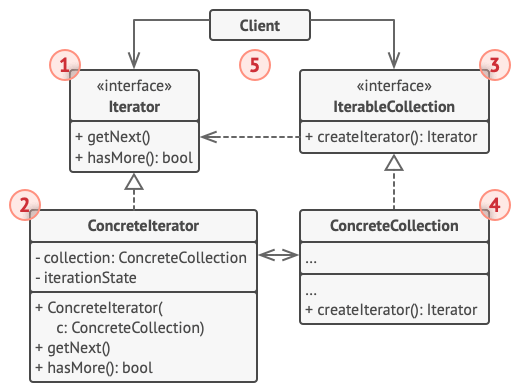 Client
1
5
3
«interface»
Iterator
+ getNext()
+ hasMore(): bool
«interface»
IterableCollection
+ createIterator(): Iterator
2
ConcreteIterator
- collection: ConcreteCollection
- iterationState
+ ConcreteIterator(
c: ConcreteCollection)
+ getNext()
+ hasMore(): bool
4
ConcreteCollection
...
...
+ createIterator(): Iterator